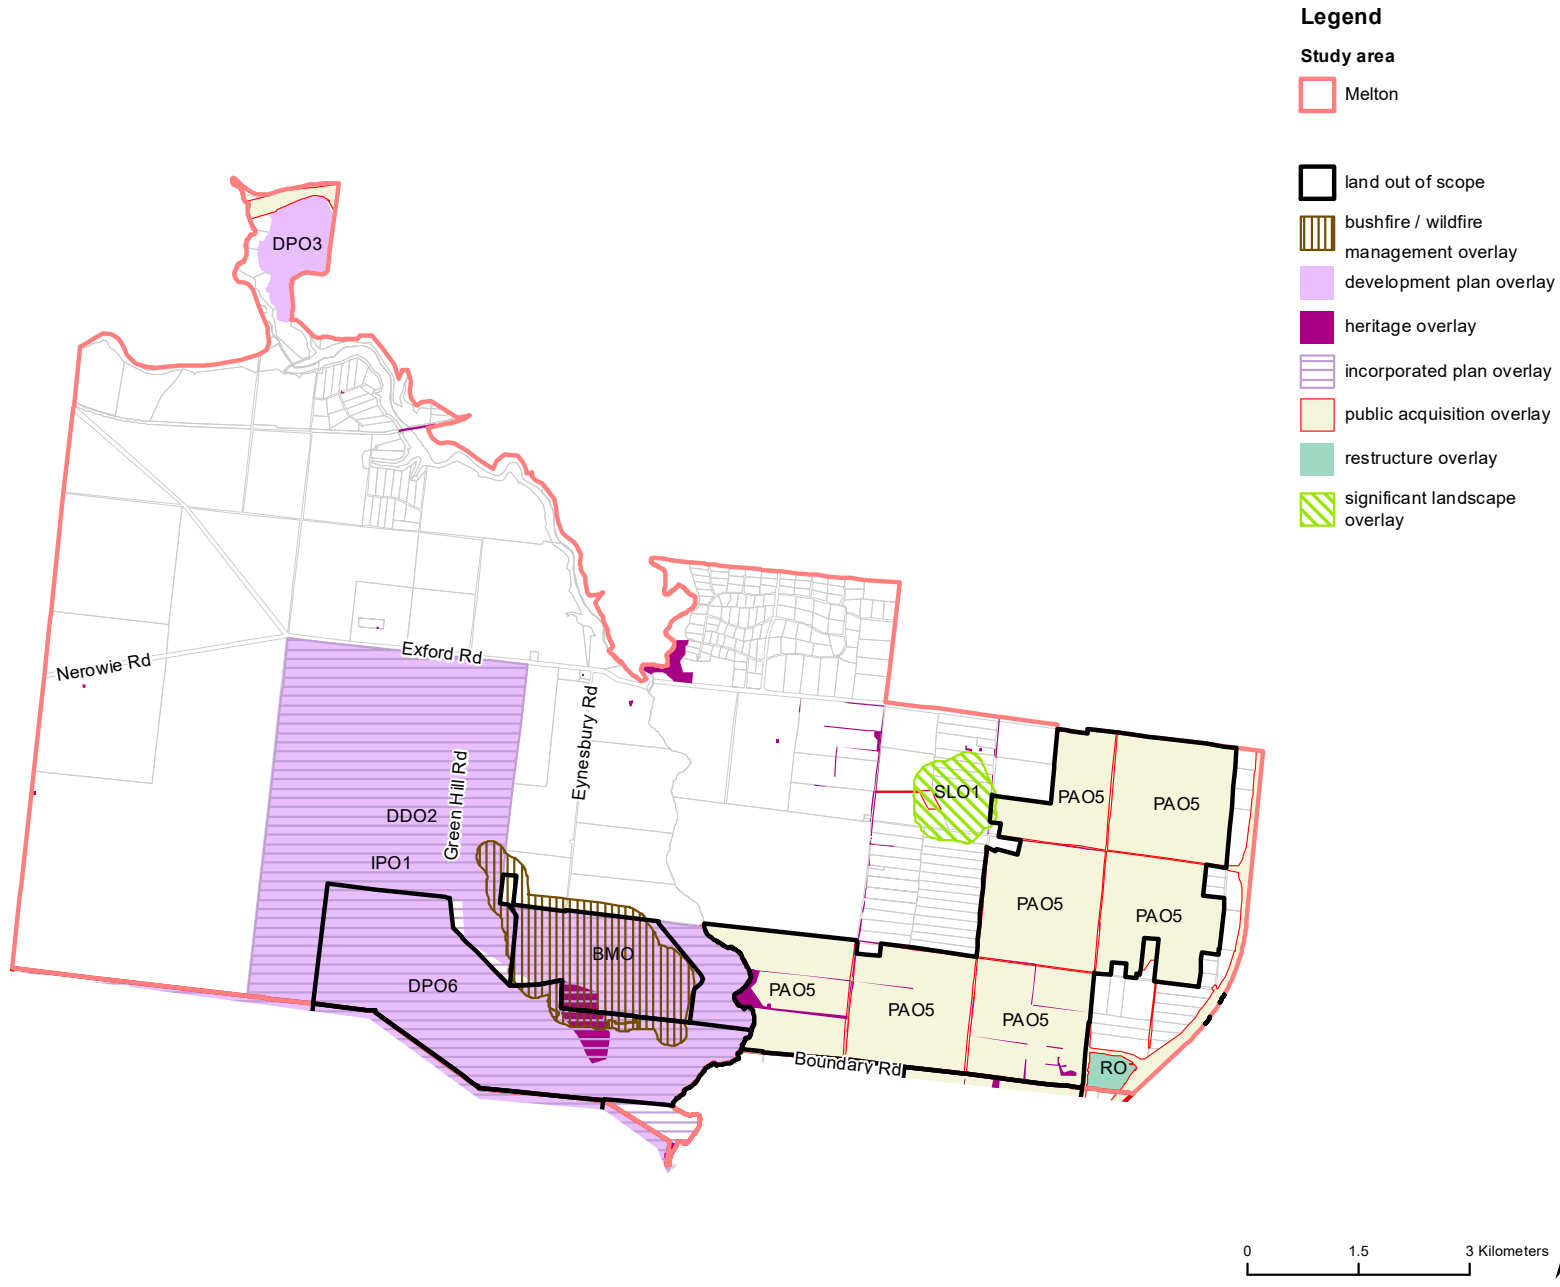 Legend
Study area
Melton
land out of scope
bushfire / wildfire
management overlay
development plan overlay
heritage overlay
incorporated plan overlay
public acquisition overlay
restructure overlay
significant landscape
overlay
DPO3
Exford Rd
Nerowie Rd
Eynesbury Rd
Green Hill Rd
DDO2
IPO1
SLO1
PAO5
PAO5
PAO5
PAO5
BMO
DPO6
PAO5
PAO5
PAO5
Boundary Rd
RO
0 1.5 3 Kilometers